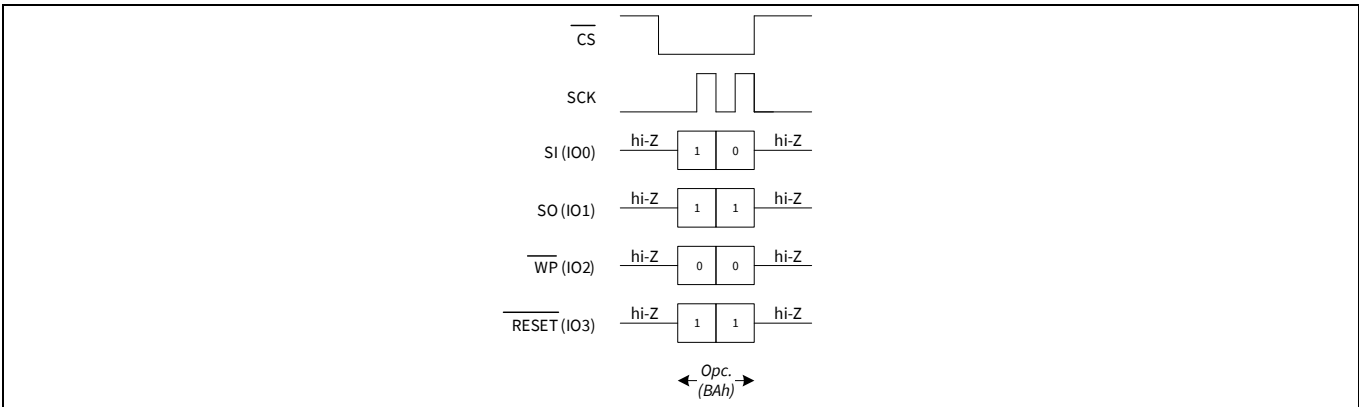 CS
SCK
SI (IO0) hi-Z 1 0 hi-Z
SO (IO1) hi-Z 1 1 hi-Z
WP (IO2) hi-Z 0 0 hi-Z
RESET (IO3) hi-Z 1 1 hi-Z
Opc.
(BAh)